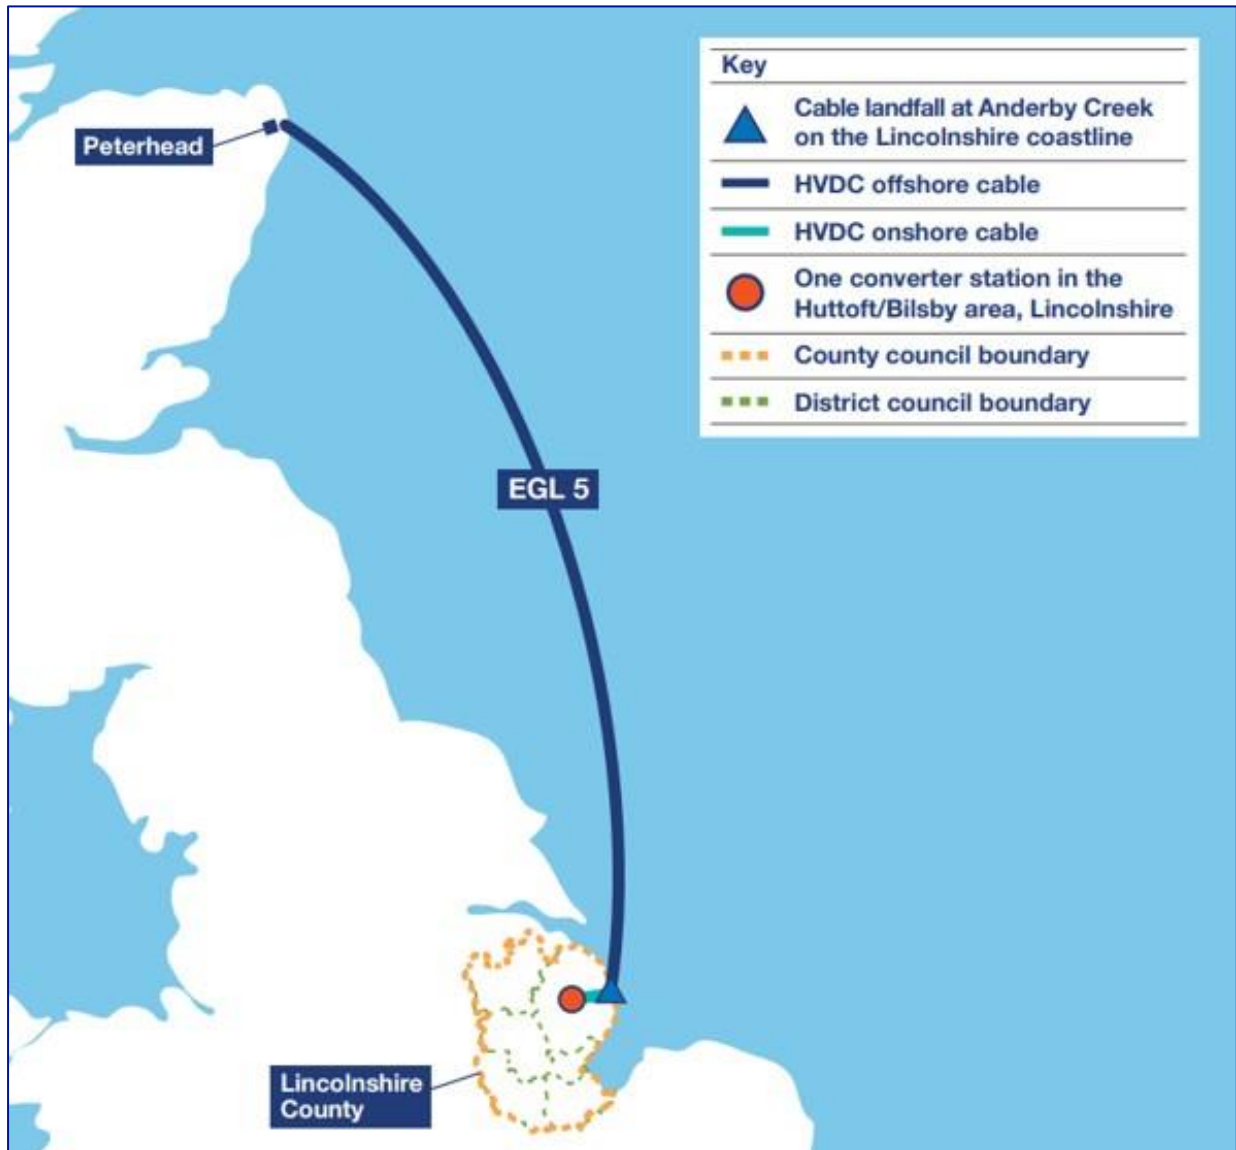 Peterhead
EGL 5
Lincolnshire
County
Key
Cable landfall at Anderby Creek
on the Lincolnshire coastline
HVDC offshore cable
HVDC onshore cable
One converter station in the
Huttoft/Bilsby area, Lincolnshire
County council boundary
District council boundary